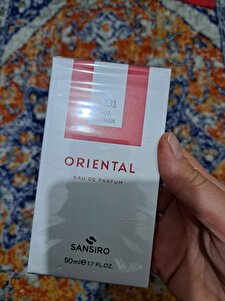 131
ORIENTAL
EAU DE PARFUM
SANSIRO
50ml e 1.7 FL.OZ.